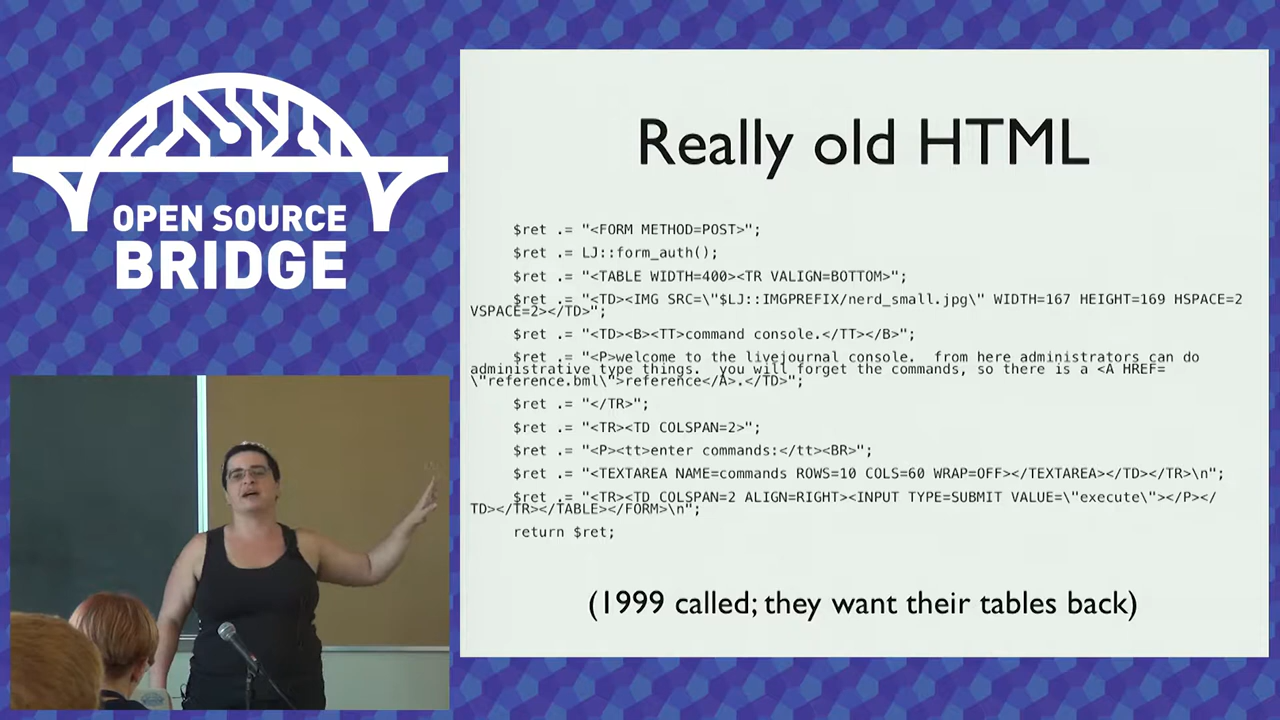 OPEN SOURCE
BRIDGE
Really old HTML
$ret .= "<FORM METHOD=POST>";
$ret .= LJ::form_auth();
$ret .= "<TABLE WIDTH=400><TR VALIGN=BOTTOM>";
$ret .= "<TD><IMG SRC=\"$LJ::IMGPREFIX/nerd_small.jpg\" WIDTH=167 HEIGHT=169 HSPACE=2
VSPACE=2></TD>";
$ret .= "<TD><B><TT>command console.</TT></B>";
$ret .= "<P>welcome to the livejournal console.  from here administrators can do
administrative type things.  you will forget the commands, so there is a <A HREF=
\"reference.bml\">reference</A>.</TD>";
$ret .= "</TR>";
$ret .= "<TR><TD COLSPAN=2>";
$ret .= "<P><tt>enter commands:</tt><BR>";
$ret .= "<TEXTAREA NAME=commands ROWS=10 COLS=60 WRAP=OFF></TEXTAREA></TD></TR>\n";
$ret .= "<TR><TD COLSPAN=2 ALIGN=RIGHT><INPUT TYPE=SUBMIT VALUE=\"execute\"></P></
TD></TR></TABLE></FORM>\n";
return $ret;
(1999 called; they want their tables back)